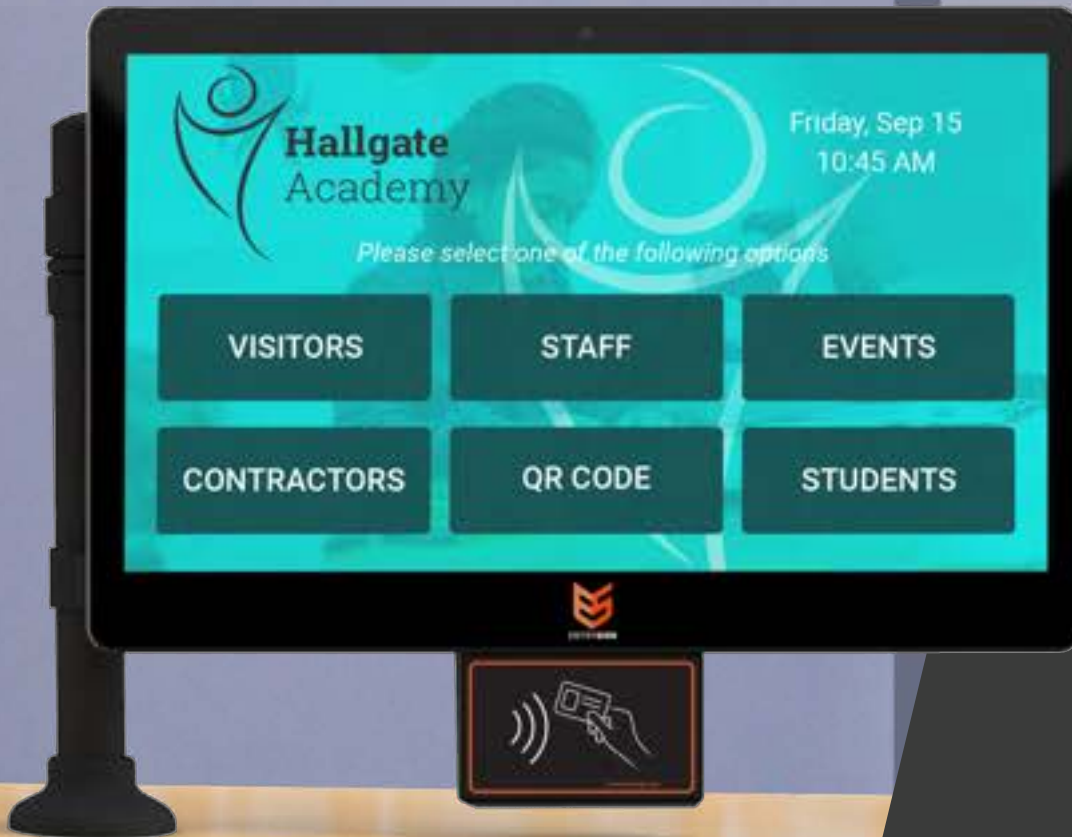 Hallgate
Academy
Friday, Sep 15
10:45 AM
Please select one of the following options
VISITORS
STAFF
EVENTS
CONTRACTORS
QR CODE
STUDENTS